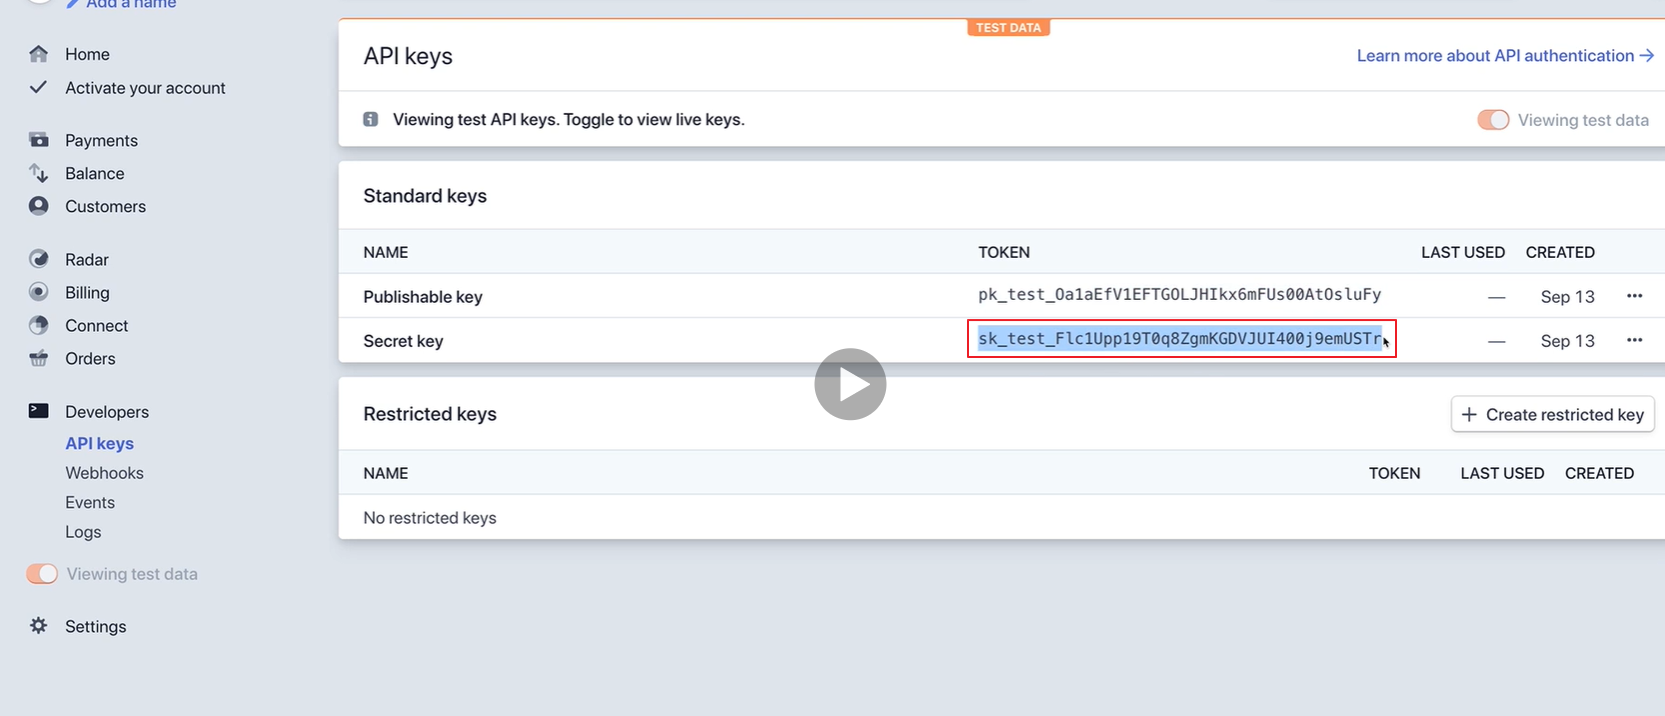 Add a name
Home
Activate your account
Payments
Balance
Customers
Radar
Billing
Connect
Orders
Developers
API keys
Webhooks
Events
Logs
Viewing test data
Settings
TEST DATA
API keys
Learn more about API authentication →
Viewing test API keys. Toggle to view live keys.
Viewing test data
Standard keys
NAME TOKEN LAST USED CREATED
Publishable key pk_test_Oa1aEfV1EFTGOLJHIkx6mFUs00AtOsluFy — Sep 13
Secret key sk_test_Flc1Upp19T0q8ZgmKGDVJUI400j9emUSTr — Sep 13
Restricted keys
+ Create restricted key
NAME TOKEN LAST USED CREATED
No restricted keys